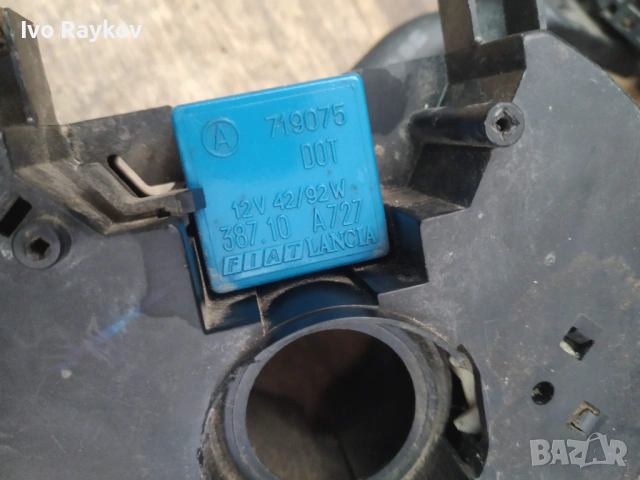 Ivo Raykov
A 719075
DOT
12V 42/92W
387.10 A727
FIAT LANCIA
BAZAR